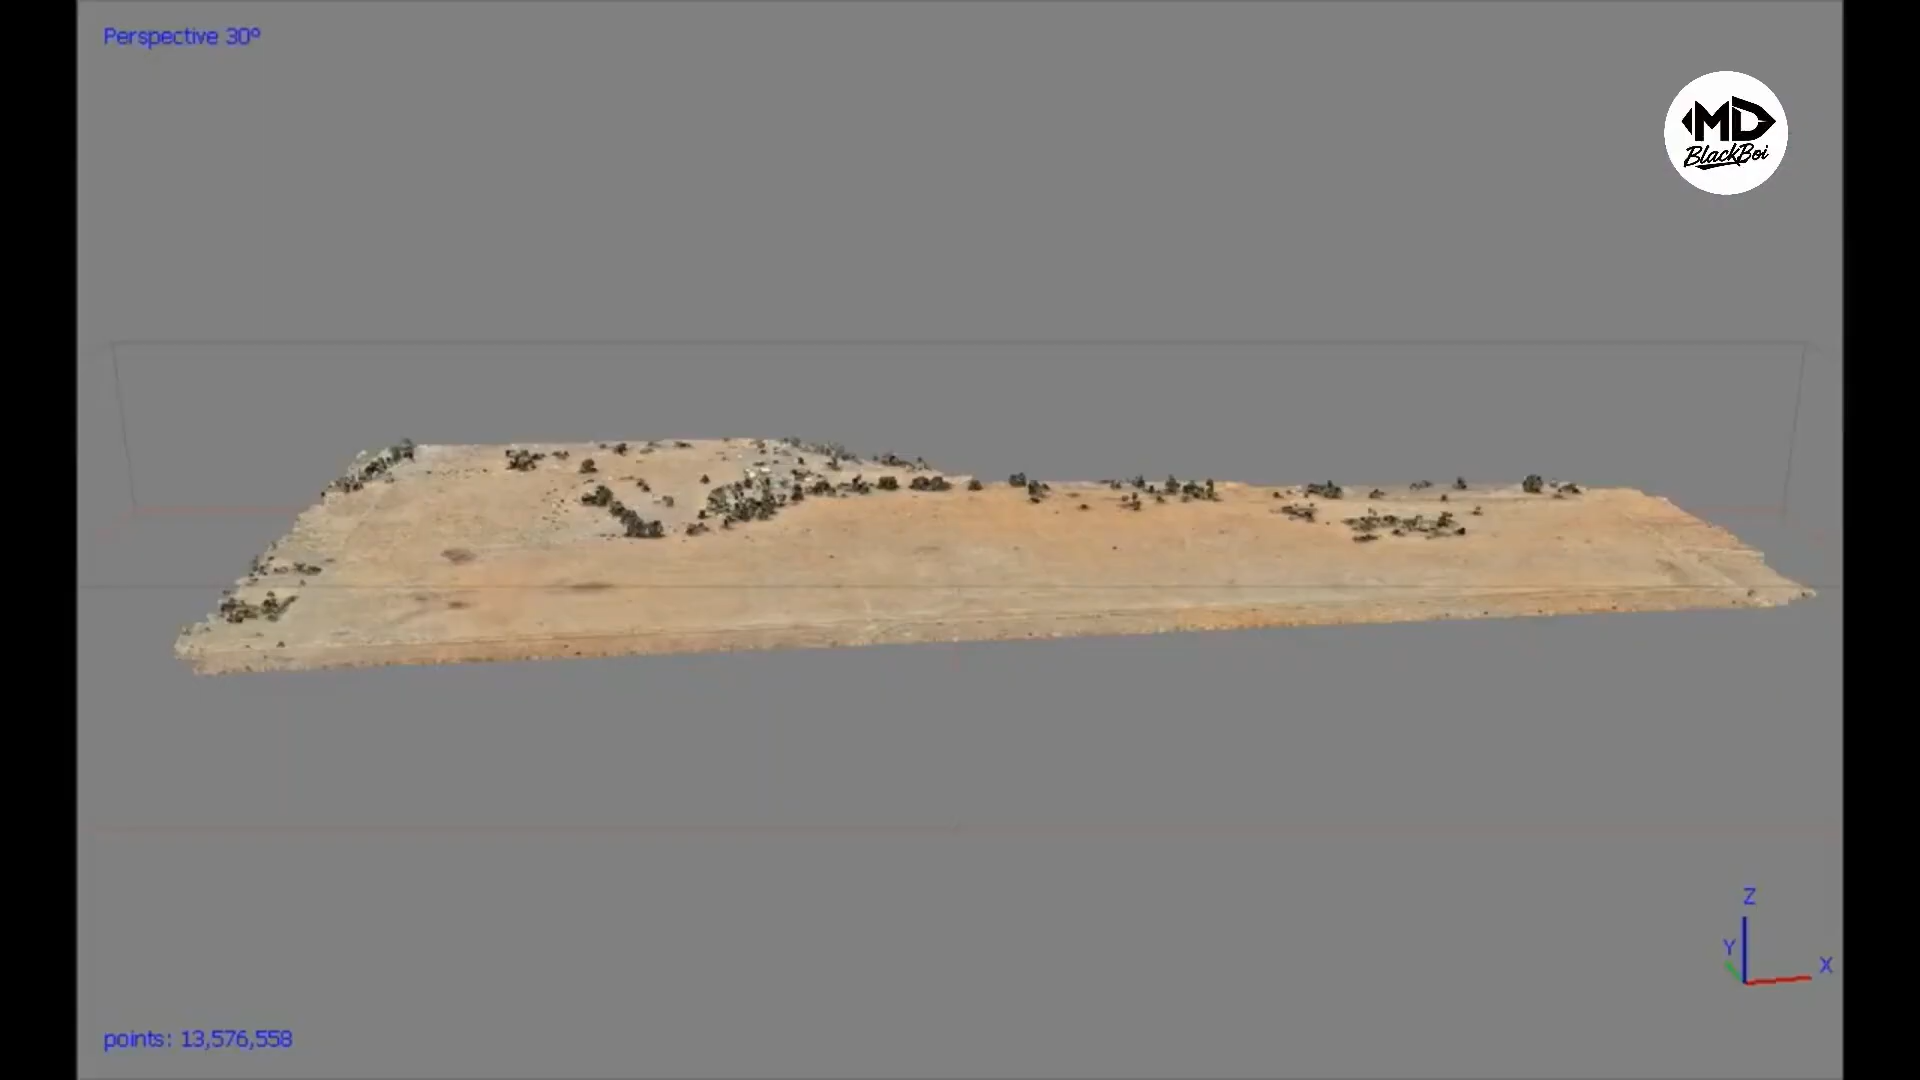 Perspective 30°
MD
BlackBoi
Z
Y
X
points: 13,576,558